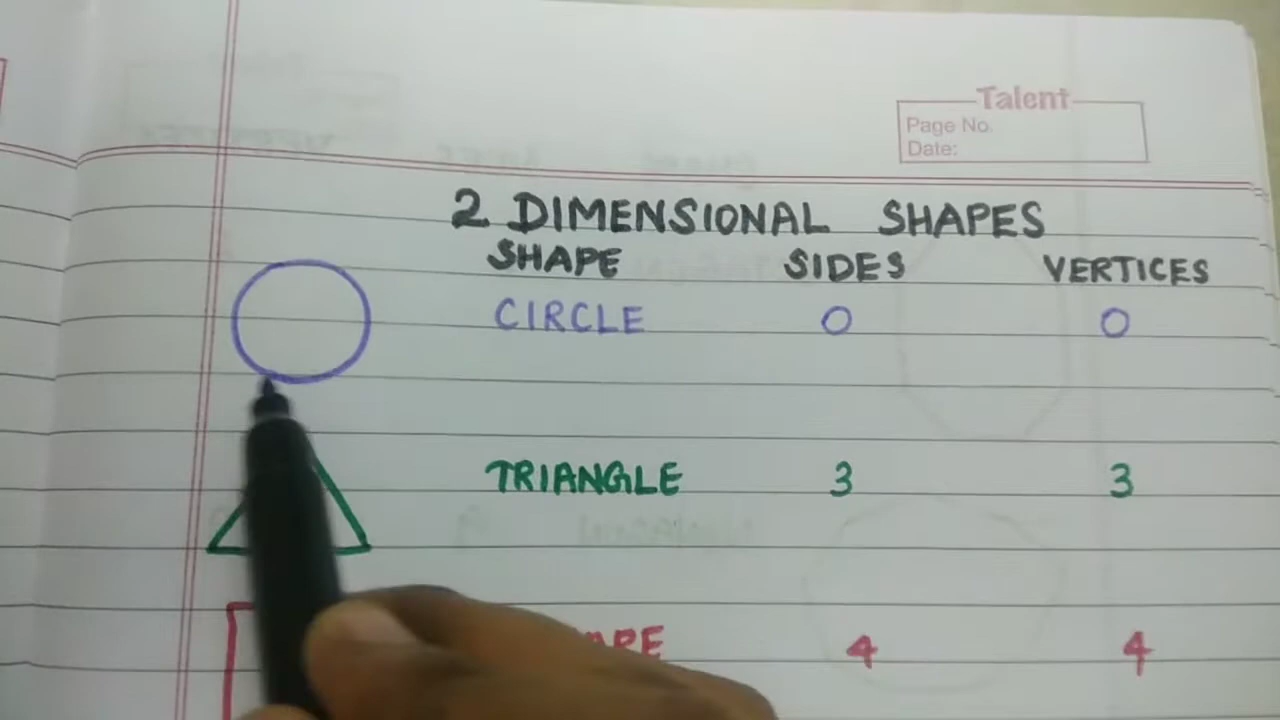 Talent
Page No.
Date:
2 DIMENSIONAL SHAPES
SHAPE SIDES VERTICES
CIRCLE 0 0
TRIANGLE 3 3
4 4